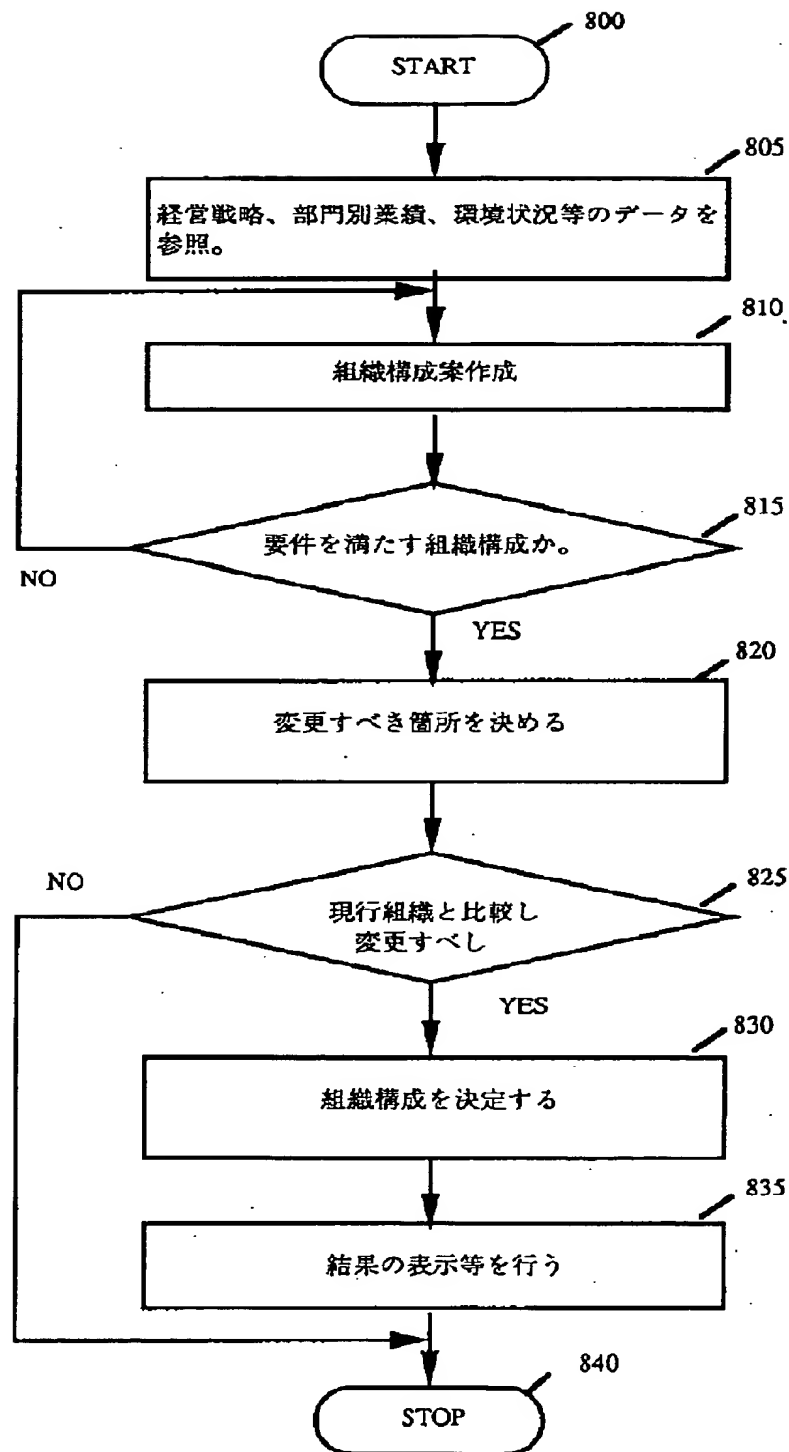 800
START
805
経営戦略、部門別業績、環境状況等のデータを
参照。
810
組織構成案作成
815
要件を満たす組織構成か。
NO
YES
820
変更すべき箇所を決める
NO
825
現行組織と比較し
変更すべし
YES
830
組織構成を決定する
835
結果の表示等を行う
840
STOP